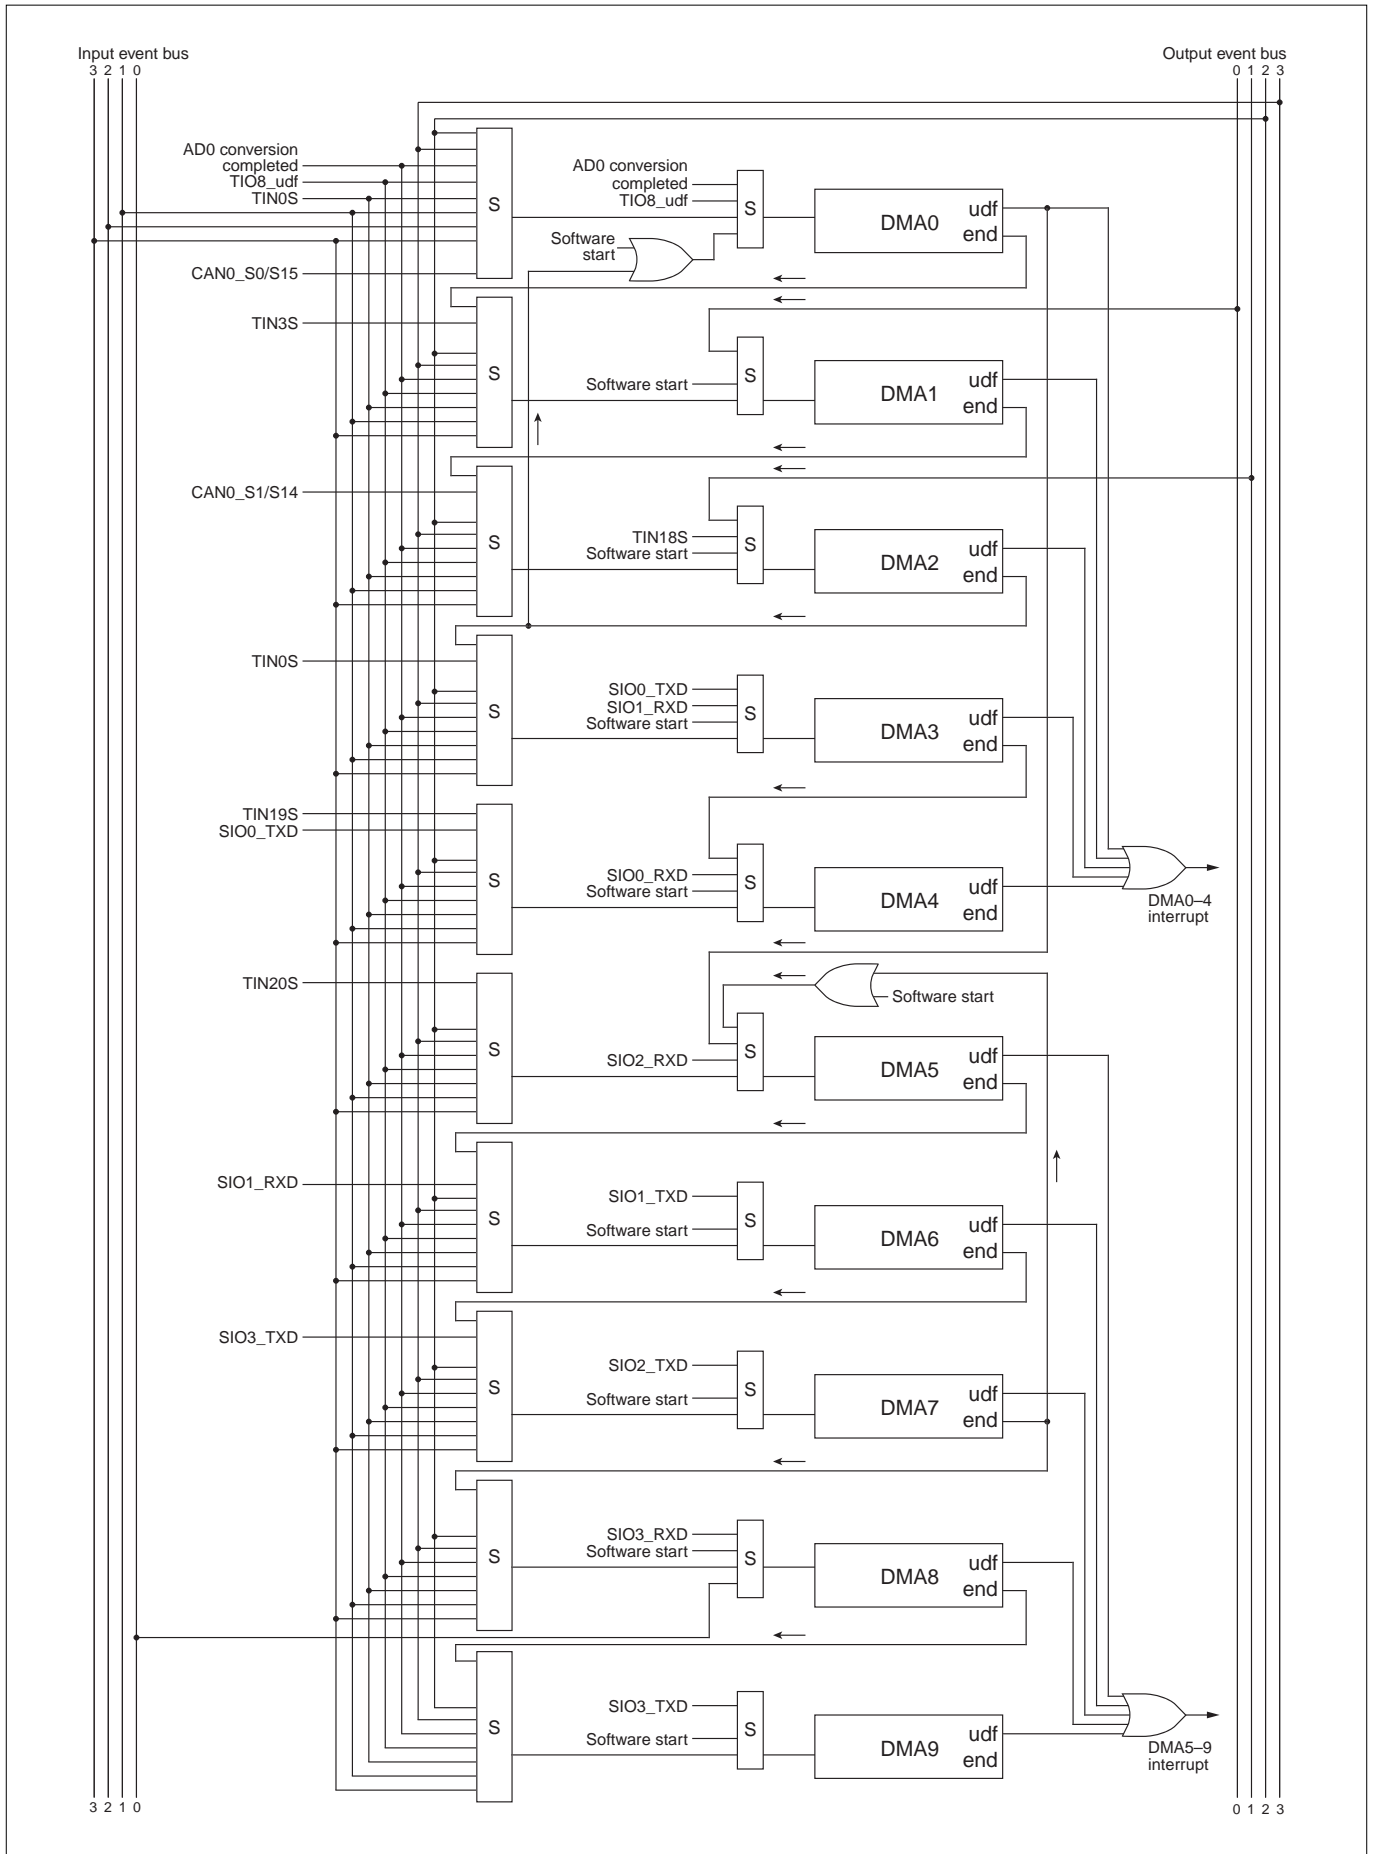 Input event bus
3 2 1 0
Output event bus
0 1 2 3
AD0 conversion
completed
TIO8_udf
TIN0S
CAN0_S0/S15
S
AD0 conversion
completed
TIO8_udf
Software
start
S
DMA0
udf
end
TIN3S
S
Software start
S
DMA1
udf
end
CAN0_S1/S14
S
TIN18S
Software start
S
DMA2
udf
end
TIN0S
S
SIO0_TXD
SIO1_RXD
Software start
S
DMA3
udf
end
TIN19S
SIO0_TXD
S
SIO0_RXD
Software start
S
DMA4
udf
end
DMA0–4
interrupt
TIN20S
S
Software start
SIO2_RXD
S
DMA5
udf
end
SIO1_RXD
S
SIO1_TXD
Software start
S
DMA6
udf
end
SIO3_TXD
S
SIO2_TXD
Software start
S
DMA7
udf
end
S
SIO3_RXD
Software start
S
DMA8
udf
end
S
SIO3_TXD
Software start
S
DMA9
udf
end
DMA5–9
interrupt
3 2 1 0
0 1 2 3